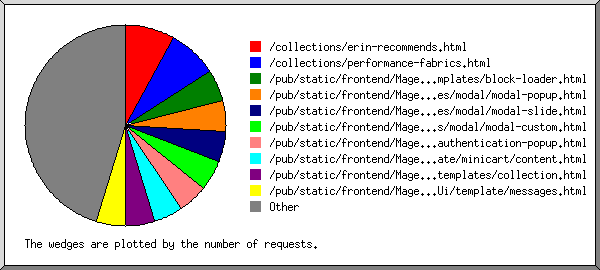 /collections/erin-recommends.html
/collections/performance-fabrics.html
/pub/static/frontend/Mage...mplates/block-loader.html
/pub/static/frontend/Mage...es/modal/modal-popup.html
/pub/static/frontend/Mage...es/modal/modal-slide.html
/pub/static/frontend/Mage...s/modal/modal-custom.html
/pub/static/frontend/Mage...authentication-popup.html
/pub/static/frontend/Mage...ate/minicart/content.html
/pub/static/frontend/Mage...templates/collection.html
/pub/static/frontend/Mage...Ui/template/messages.html
Other
The wedges are plotted by the number of requests.